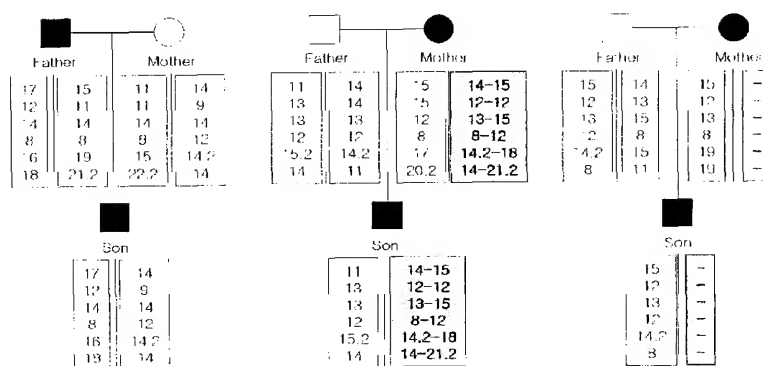 Father Mother
17 15 11 14
12 11 11 9
14 14 14 14
8 8 9 12
16 19 15 14.2
18 21.2 22.2 14
Son
17 14
12 9
14 14
8 12
16 14.2
18 14
Father Mother
11 14 15 14-15
13 14 15 12-12
13 13 12 13-15
12 12 8 8-12
15.2 14.2 17 14.2-18
14 11 20.2 14-21.2
Son
11 14-15
13 12-12
13 13-15
12 8-12
15.2 14.2-18
14 14-21.2
Father Mother
15 14 15 -
12 13 12 -
13 15 13 -
12 8 8 -
14.2 15 19 -
8 11 19 -
Son
15 -
12 -
13 -
12 -
14.2 -
8 -